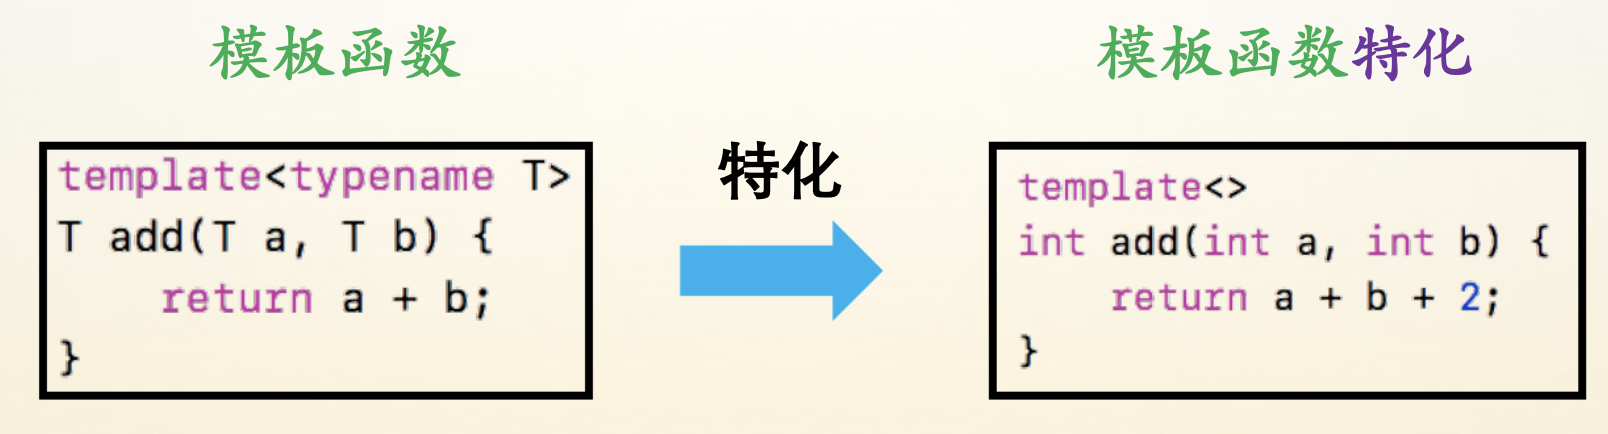 模板函数
模板函数特化
template<typename T>
T add(T a, T b) {
    return a + b;
}
特化
template<>
int add(int a, int b) {
    return a + b + 2;
}